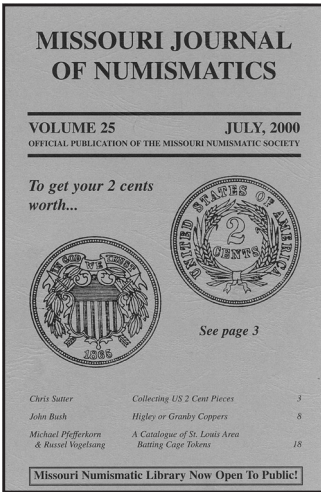 MISSOURI JOURNAL
OF NUMISMATICS
VOLUME 25 JULY, 2000
OFFICIAL PUBLICATION OF THE MISSOURI NUMISMATIC SOCIETY
To get your 2 cents
worth...
UNITED STATES OF AMERICA
2
CENTS
IN GOD WE TRUST
1865
See page 3
Chris Sutter Collecting US 2 Cent Pieces 3
John Bush Higley or Granby Coppers 8
Michael Pfefferkorn A Catalogue of St. Louis Area
& Russel Vogelsang Batting Cage Tokens 18
Missouri Numismatic Library Now Open To Public!